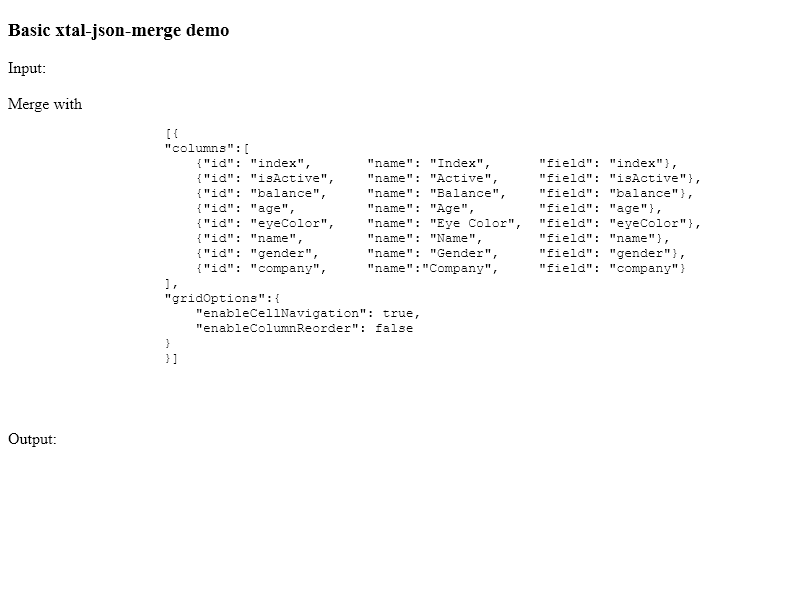 Basic xtal-json-merge demo
Input:
Merge with
[{
"columns":[
    {"id": "index",       "name": "Index",      "field": "index"},
    {"id": "isActive",    "name": "Active",     "field": "isActive"},
    {"id": "balance",     "name": "Balance",    "field": "balance"},
    {"id": "age",         "name": "Age",        "field": "age"},
    {"id": "eyeColor",    "name": "Eye Color",  "field": "eyeColor"},
    {"id": "name",        "name": "Name",       "field": "name"},
    {"id": "gender",      "name": "Gender",     "field": "gender"},
    {"id": "company",     "name":"Company",     "field": "company"}
],
"gridOptions":{
    "enableCellNavigation": true,
    "enableColumnReorder": false
}
}]
Output: